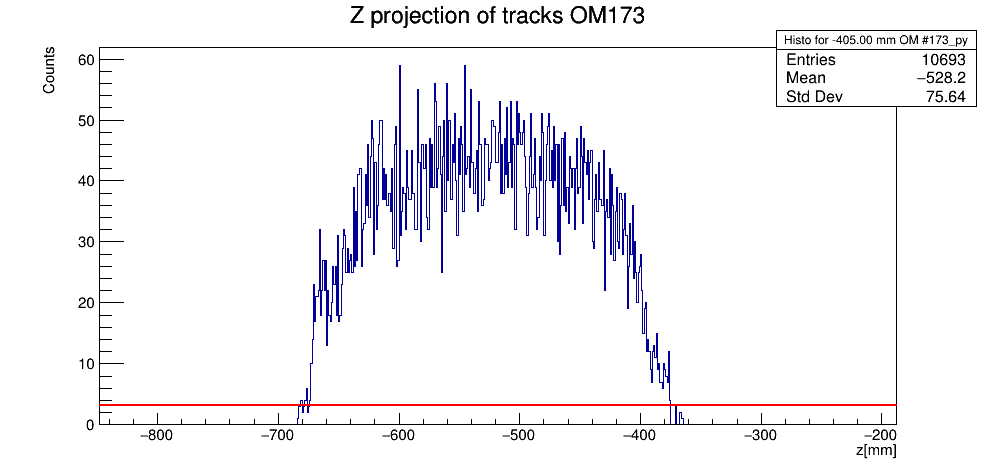 Z projection of tracks OM173
Histo for -405.00 mm OM #173_py
Entries 10693
Mean −528.2
Std Dev 75.64
Counts
60
50
40
30
20
10
0
−800 −700 −600 −500 −400 −300 −200
z[mm]